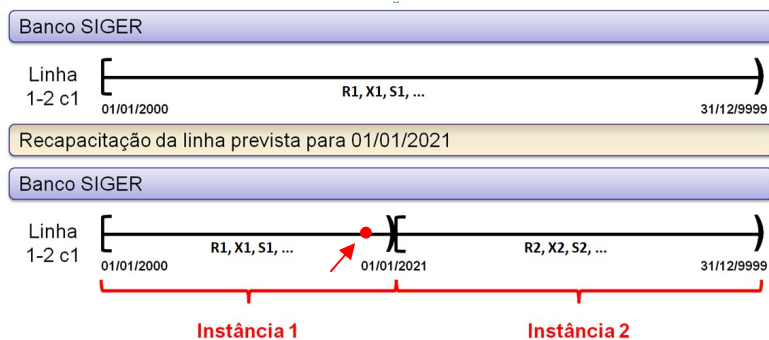 Banco SIGER
Linha
1-2 c1
R1, X1, S1, ...
01/01/2000
31/12/9999
Recapacitação da linha prevista para 01/01/2021
Banco SIGER
Linha
1-2 c1
R1, X1, S1, ...
R2, X2, S2, ...
01/01/2000
01/01/2021
31/12/9999
Instância 1
Instância 2